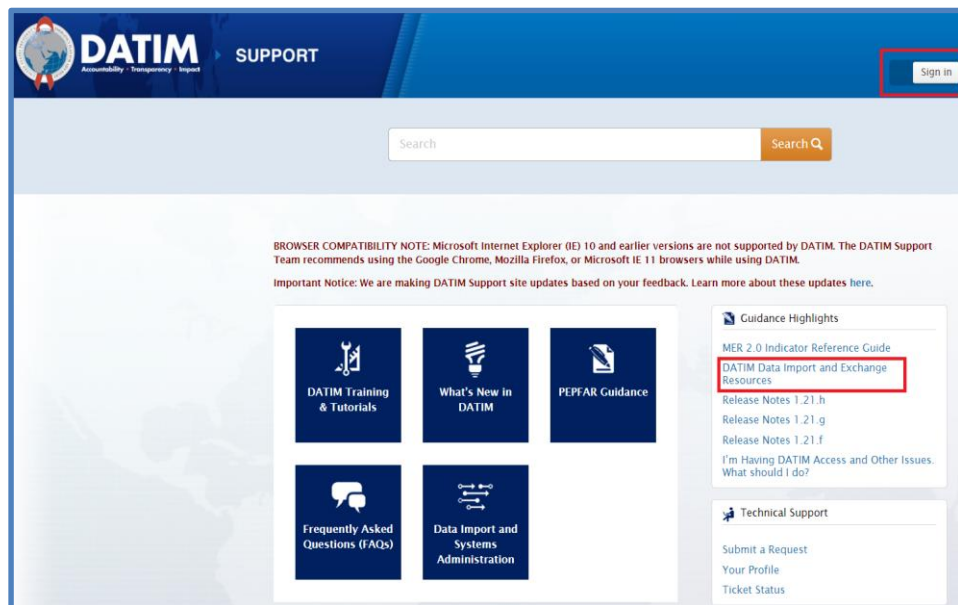 DATIM
Accountability - Transparency - Impact
SUPPORT
Sign in
Search
Search
BROWSER COMPATIBILITY NOTE: Microsoft Internet Explorer (IE) 10 and earlier versions are not supported by DATIM. The DATIM Support
Team recommends using the Google Chrome, Mozilla Firefox, or Microsoft IE 11 browsers while using DATIM.
Important Notice: We are making DATIM Support site updates based on your feedback. Learn more about these updates here.
DATIM Training
& Tutorials
What's New in
DATIM
PEPFAR Guidance
Frequently Asked
Questions (FAQs)
Data Import and
Systems
Administration
Guidance Highlights
MER 2.0 Indicator Reference Guide
DATIM Data Import and Exchange
Resources
Release Notes 1.21.h
Release Notes 1.21.g
Release Notes 1.21.f
I'm Having DATIM Access and Other Issues.
What should I do?
Technical Support
Submit a Request
Your Profile
Ticket Status